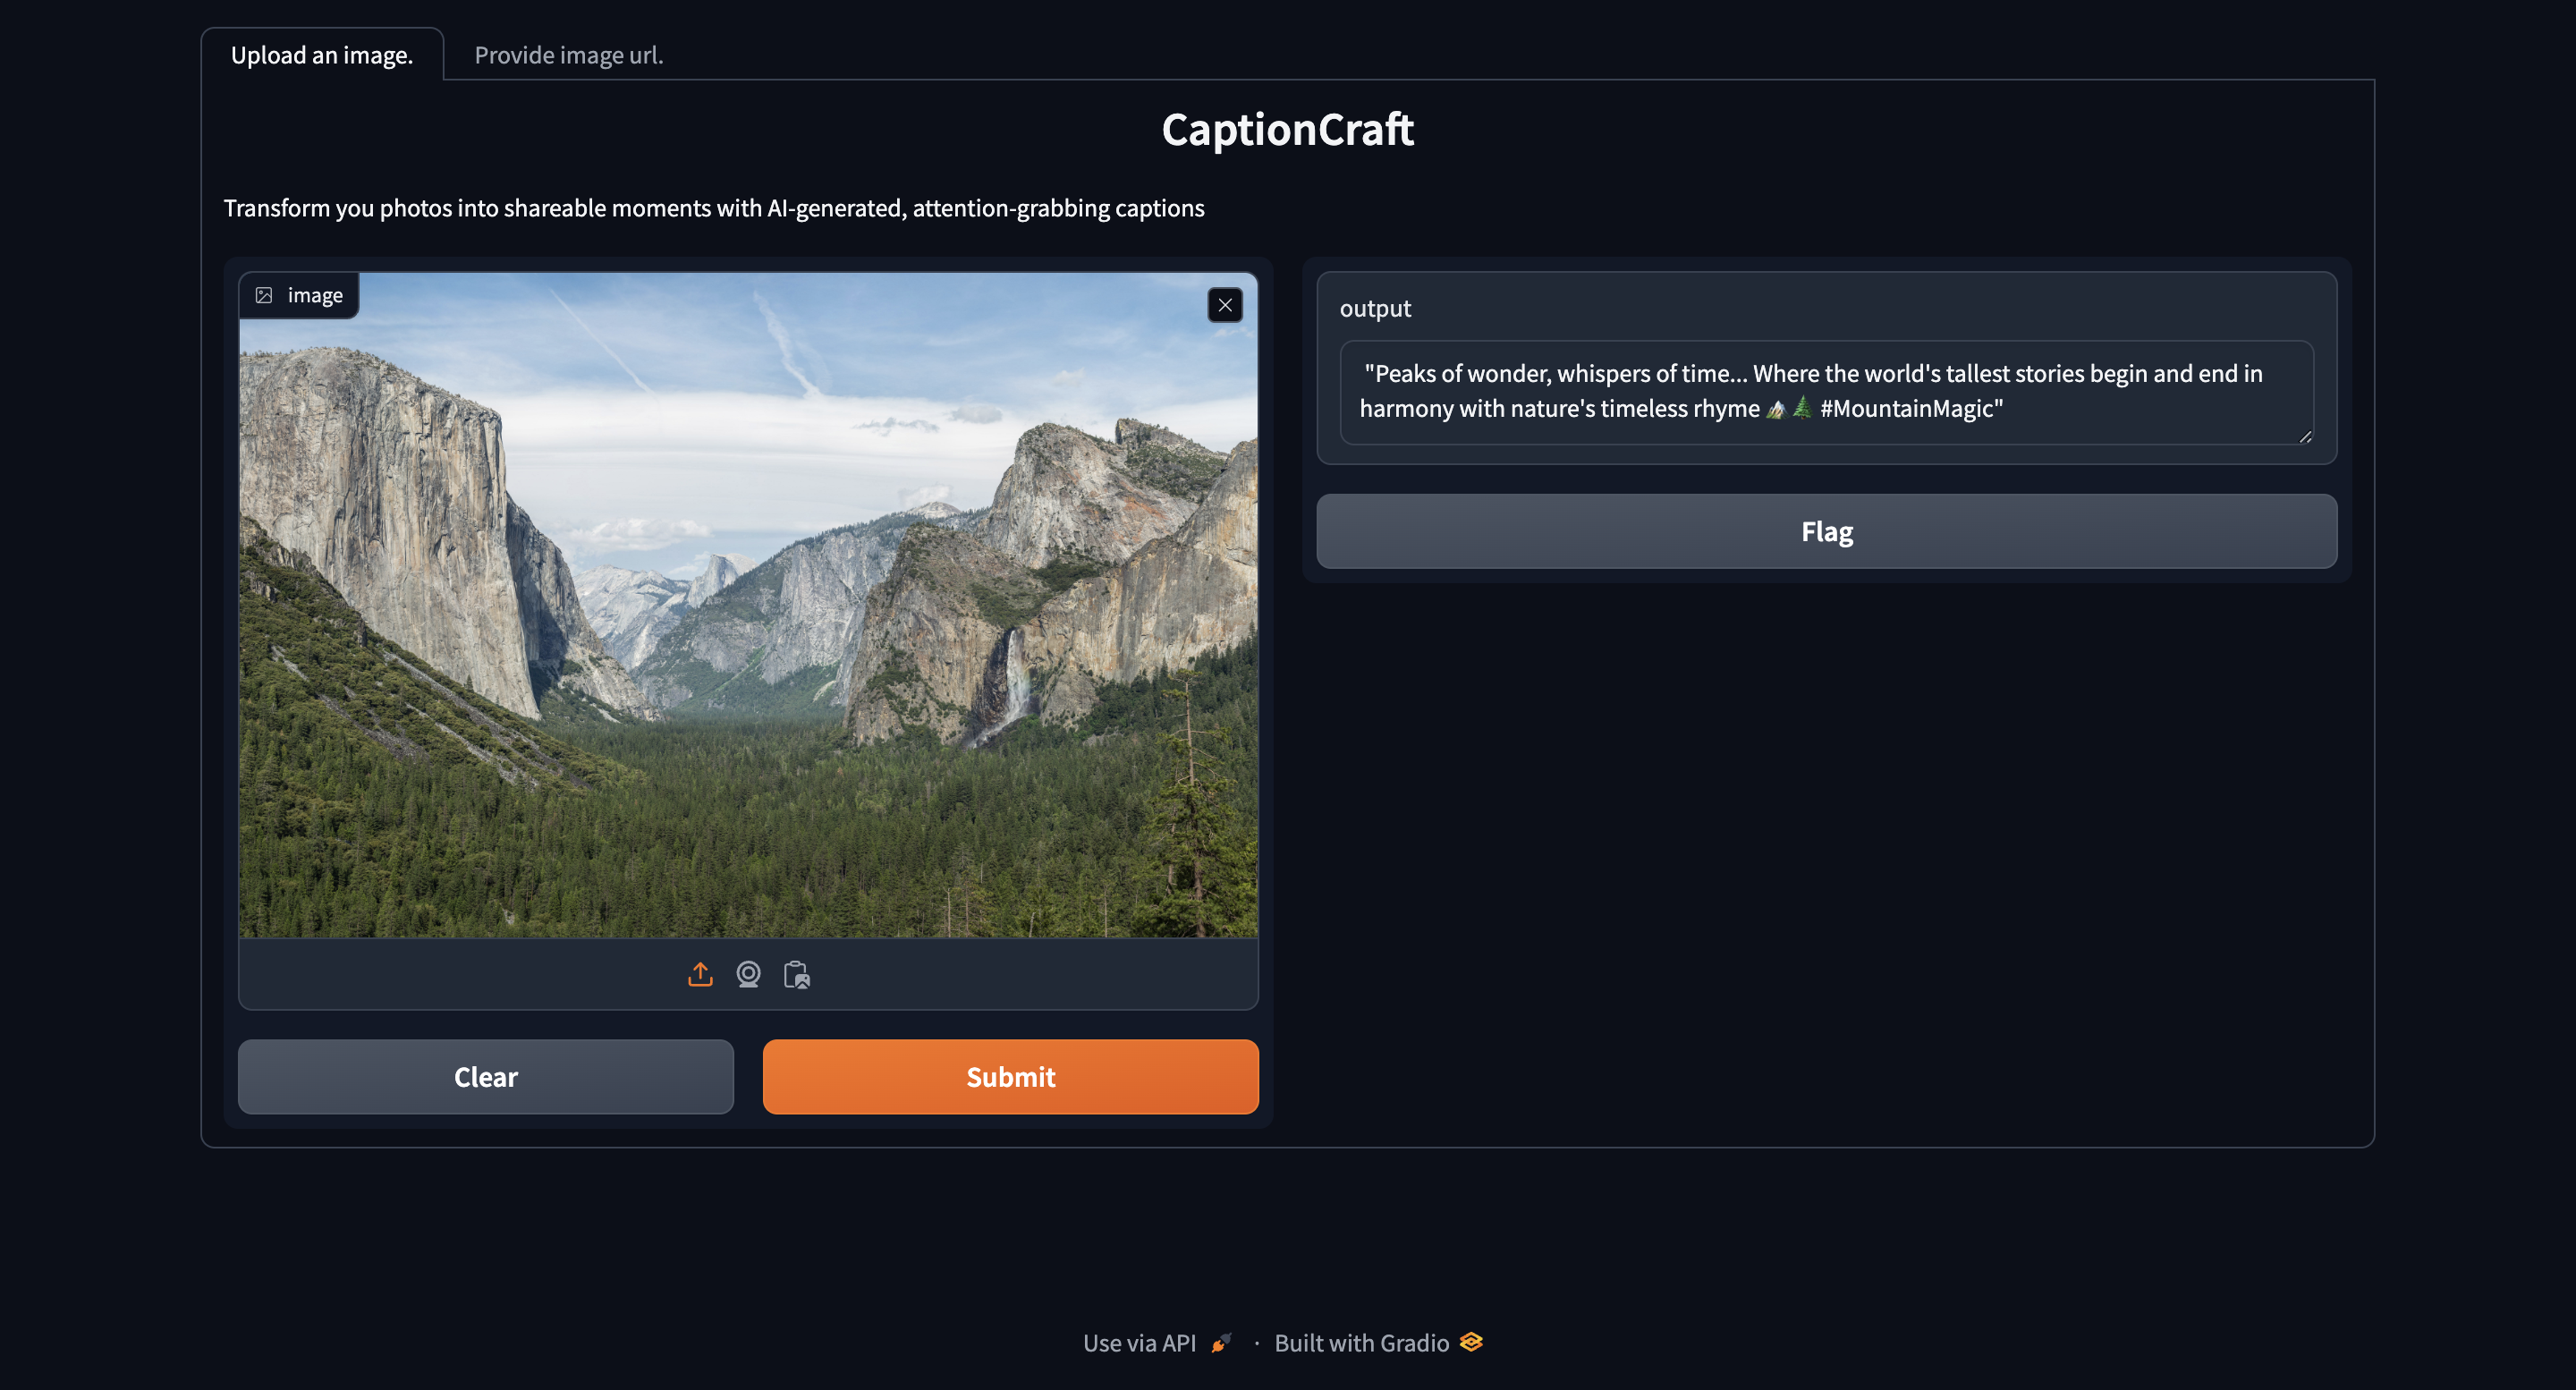 Upload an image.
Provide image url.
CaptionCraft
Transform you photos into shareable moments with AI-generated, attention-grabbing captions
image
output
"Peaks of wonder, whispers of time... Where the world's tallest stories begin and end in
harmony with nature's timeless rhyme 🏔️🌲 #MountainMagic"
Flag
Clear
Submit
Use via API 🚀 · Built with Gradio